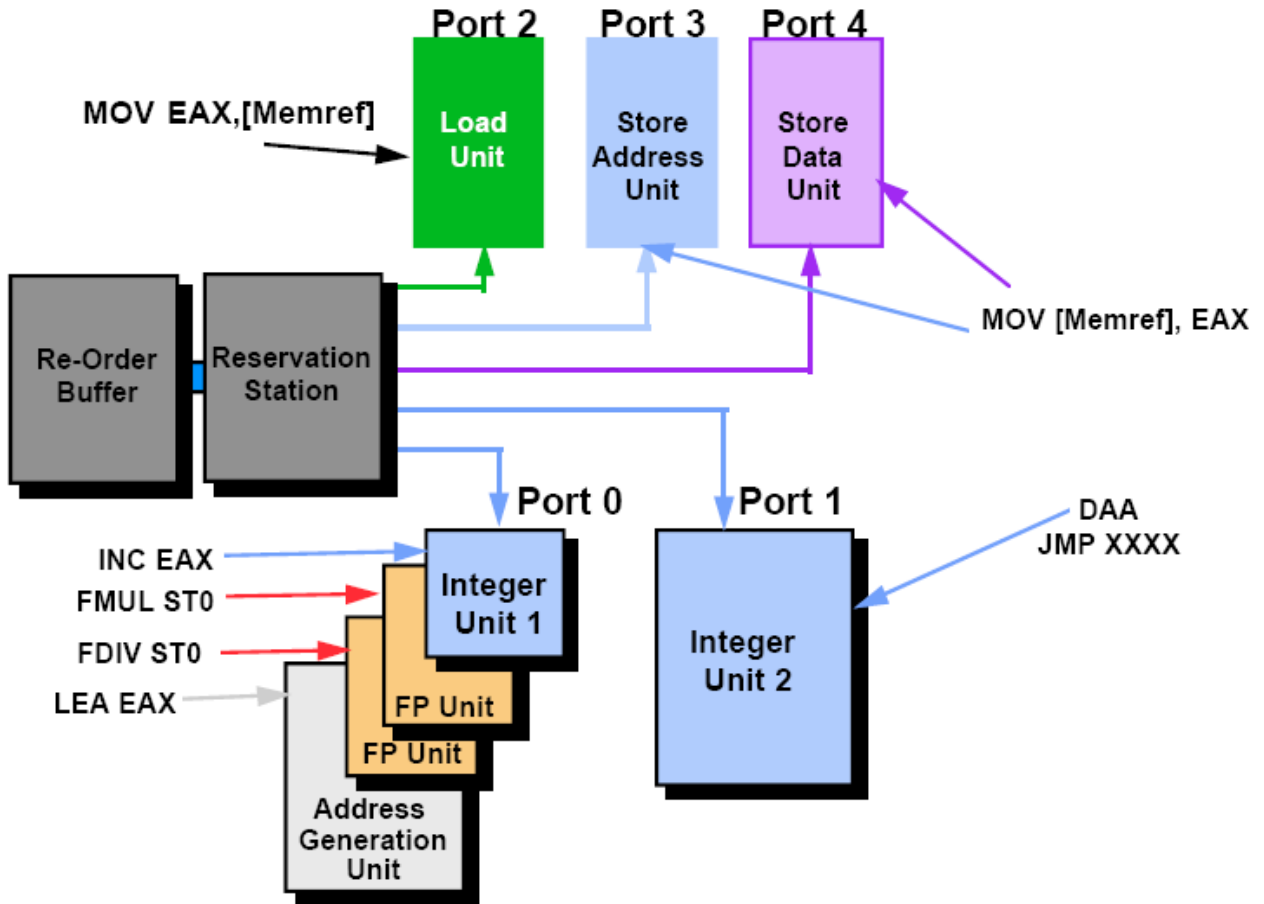 Port 2
Port 3
Port 4
MOV EAX,[Memref]
Load
Unit
Store
Address
Unit
Store
Data
Unit
MOV [Memref], EAX
Re-Order
Buffer
Reservation
Station
Port 0
Port 1
INC EAX
FMUL ST0
FDIV ST0
LEA EAX
Integer
Unit 1
FP Unit
FP Unit
Address
Generation
Unit
Integer
Unit 2
DAA
JMP XXXX